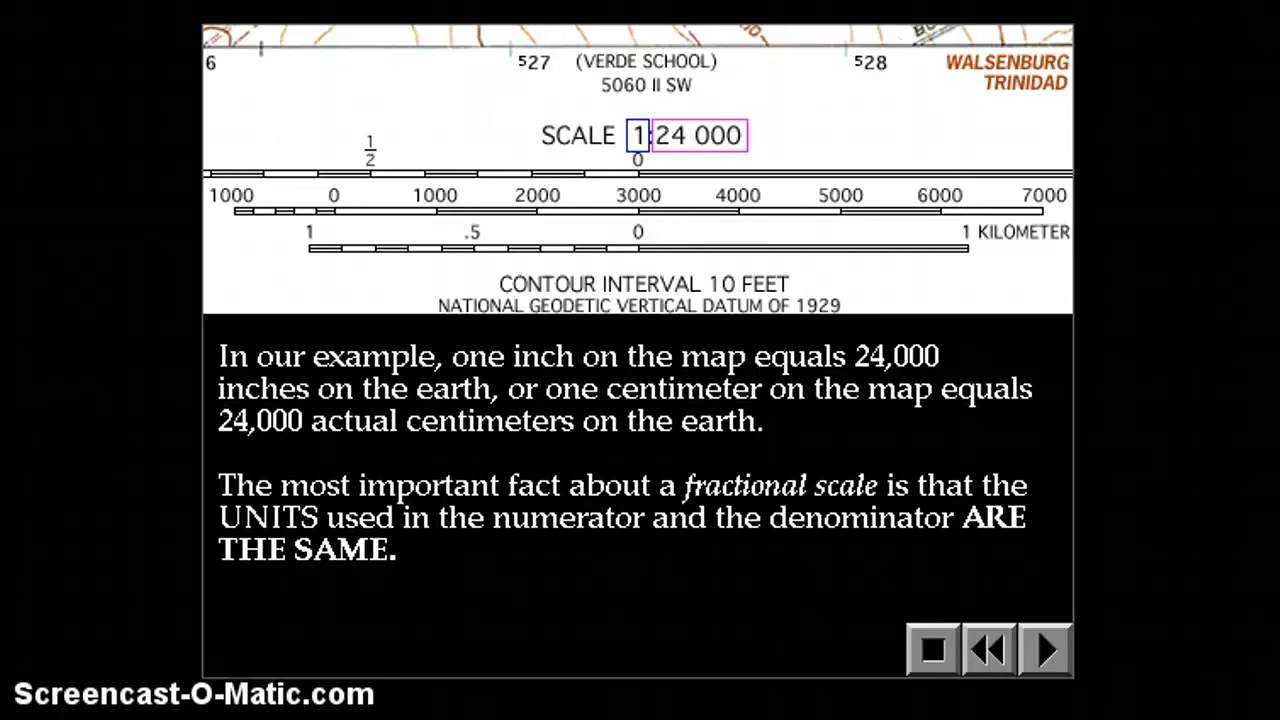 6 527 (VERDE SCHOOL) 528 WALSENBURG
5060 II SW TRINIDAD
SCALE 1:24 000
1/2 0
1000 0 1000 2000 3000 4000 5000 6000 7000
1 .5 0 1 KILOMETER
CONTOUR INTERVAL 10 FEET
NATIONAL GEODETIC VERTICAL DATUM OF 1929
In our example, one inch on the map equals 24,000
inches on the earth, or one centimeter on the map equals
24,000 actual centimeters on the earth.
The most important fact about a fractional scale is that the
UNITS used in the numerator and the denominator ARE
THE SAME.
Screencast-O-Matic.com